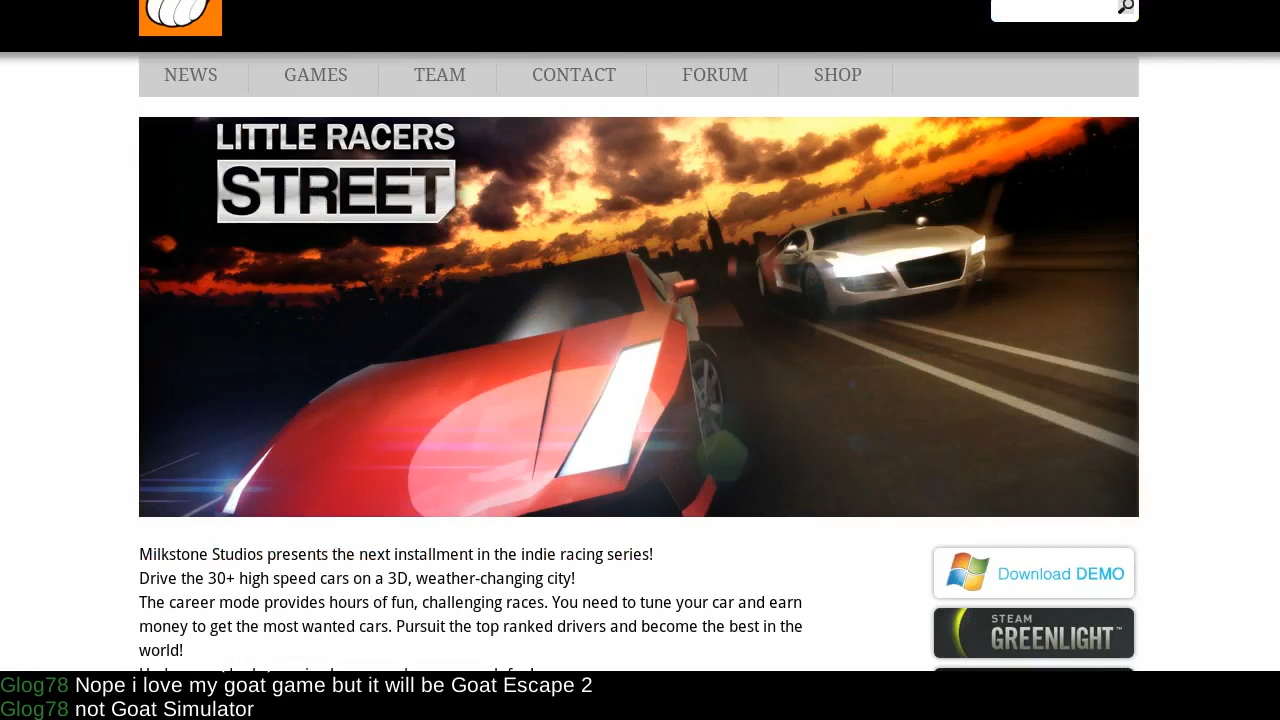 NEWS GAMES TEAM CONTACT FORUM SHOP
LITTLE RACERS
STREET
Milkstone Studios presents the next installment in the indie racing series!
Drive the 30+ high speed cars on a 3D, weather-changing city!
The career mode provides hours of fun, challenging races. You need to tune your car and earn
money to get the most wanted cars. Pursuit the top ranked drivers and become the best in the
world!
Download DEMO
STEAM
GREENLIGHT™
Glog78 Nope i love my goat game but it will be Goat Escape 2
Glog78 not Goat Simulator